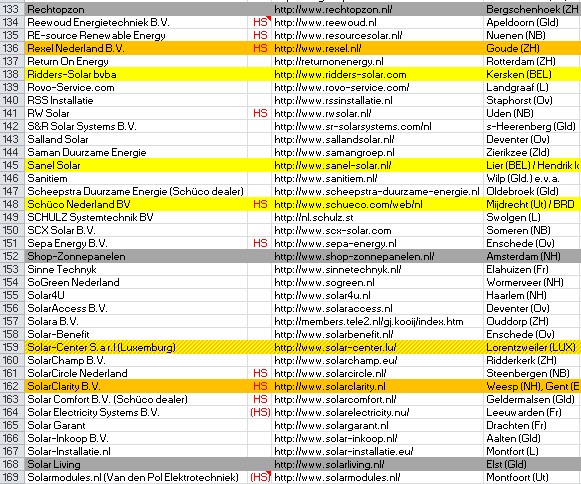 133 Rechtopzon http://www.rechtopzon.nl/ Bergschenhoek (ZH
134 Reewoud Energietechniek B.V. HS http://www.reewoud.nl Apeldoorn (Gld)
135 RE-source Renewable Energy HS http://www.resourcesolar.nl/ Nuenen (NB)
136 Rexel Nederland B.V. HS http://www.rexel.nl/ Goude (ZH)
137 Return On Energy http://returnonenergy.nl Rotterdam (ZH)
138 Ridders-Solar bvba http://www.ridders-solar.com Kersken (BEL)
139 Rovo-Service.com http://www.rovo-service.com/ Landgraaf (L)
140 RSS Installatie http://www.rssinstallatie.nl Staphorst (Ov)
141 RW Solar HS http://www.rwsolar.nl/ Uden (NB)
142 S&R Solar Systems B.V. http://www.sr-solarsystems.com/nl s-Heerenberg (Gld)
143 Salland Solar http://www.sallandsolar.nl/ Deventer (Ov)
144 Saman Duurzame Energie http://www.samangroep.nl Zierikzee (Zld)
145 Sanel Solar http://www.sanel-solar.nl/ Lier (BEL) / Hendrik k
146 Sanitiem http://www.sanitiem.nl/ Wilp (Gld.) e.v.a.
147 Scheepstra Duurzame Energie (Schüco dealer) http://www.scheepstra-duurzame-energie.nl Oldebroek (Gld)
148 Schüco Nederland BV HS http://www.schueco.com/web/nl Mijdrecht (Ut) / BRD
149 SCHULZ Systemtechnik BV http://nl.schulz.st Swolgen (L)
150 SCX Solar B.V. http://www.scx-solar.com Someren (NB)
151 Sepa Energy B.V. HS http://www.sepa-energy.nl Enschede (Ov)
152 Shop-Zonnepanelen http://www.shop-zonnepanelen.nl/ Amsterdam (NH)
153 Sinne Technyk http://www.sinnetechnyk.nl/ Elahuizen (Fr)
154 SoGreen Nederland http://www.sogreen.nl Wormerveer (NH)
155 Solar4U http://www.solar4u.nl Haarlem (NH)
156 SolarAccess B.V. http://www.solaraccess.nl Deventer (Ov)
157 Solara B.V. http://members.tele2.nl/gj.kooij/index.htm Ouddorp (ZH)
158 Solar-Benefit http://www.solarbenefit.nl/ Enschede (Ov)
159 Solar-Center S.a r.l (Luxemburg) http://www.solar-center.lu/ Lorentzweiler (LUX)
160 SolarChamp B.V. http://www.solarchamp.eu/ Ridderkerk (ZH)
161 SolarCircle Nederland HS http://www.solarcircle.nl/ Steenbergen (NB)
162 SolarClarity B.V. HS http://www.solarclarity.nl Weesp (NH), Gent (E
163 Solar Comfort B.V. (Schüco dealer) HS http://www.solarcomfort.nl/ Geldermalsen (Gld)
164 Solar Electricity Systems B.V. (HS) http://www.solarelectricity.nu/ Leeuwarden (Fr)
165 Solar Garant http://www.solargarant.nl Drachten (Fr)
166 Solar-Inkoop B.V. http://www.solar-inkoop.nl/ Aalten (Gld)
167 Solar-Installatie.nl http://www.solar-installatie.eu/ Montfort (L)
168 Solar Living http://www.solarliving.nl/ Elst (Gld)
169 Solarmodules.nl (Van den Pol Elektrotechniek) (HS) http://www.solarmodules.nl/ Montfoort (Ut)